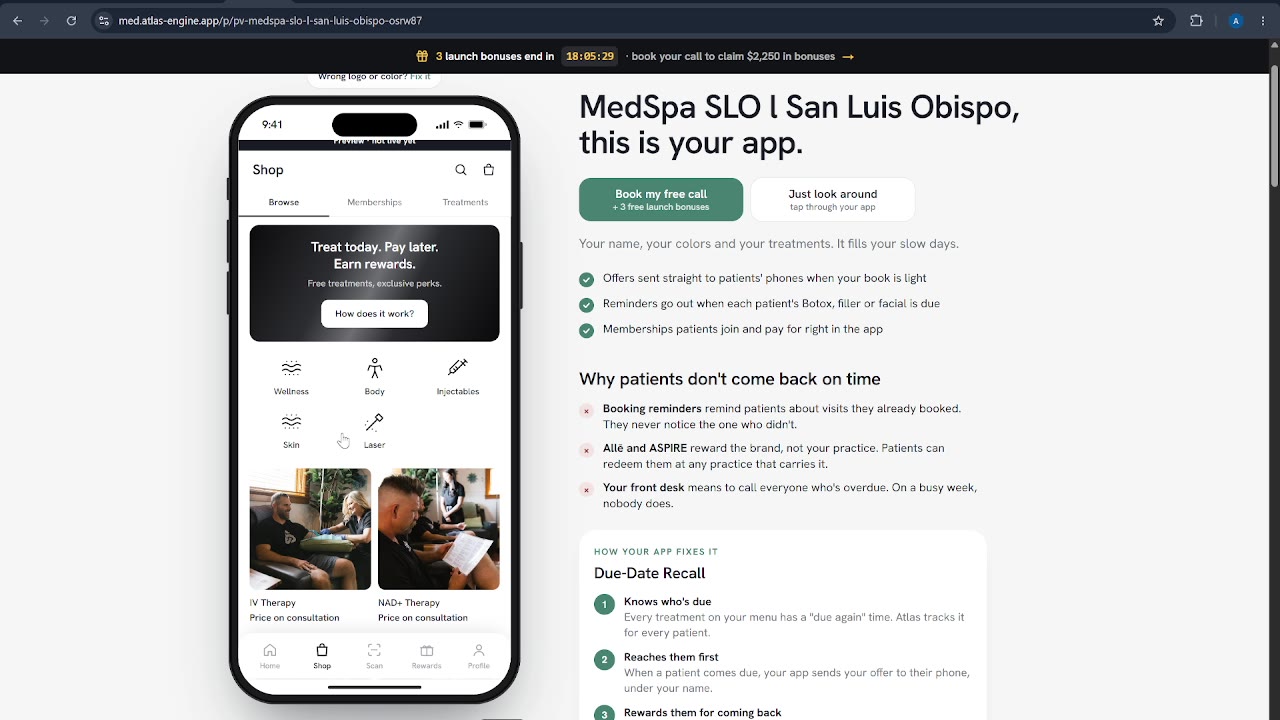 med.atlas-engine.app/p/pv-medspa-slo-l-san-luis-obispo-osrw87
A
3 launch bonuses end in 18:05:29 · book your call to claim $2,250 in bonuses →
Wrong logo or color? Fix it
9:41
Preview · not live yet
Shop
Browse Memberships Treatments
Treat today. Pay later.
Earn rewards.
Free treatments, exclusive perks.
How does it work?
Wellness Body Injectables
Skin Laser
IV Therapy
Price on consultation
NAD+ Therapy
Price on consultation
Home Shop Scan Rewards Profile
MedSpa SLO l San Luis Obispo,
this is your app.
Book my free call
+ 3 free launch bonuses
Just look around
tap through your app
Your name, your colors and your treatments. It fills your slow days.
Offers sent straight to patients' phones when your book is light
Reminders go out when each patient's Botox, filler or facial is due
Memberships patients join and pay for right in the app
Why patients don't come back on time
Booking reminders remind patients about visits they already booked.
They never notice the one who didn't.
Allē and ASPIRE reward the brand, not your practice. Patients can
redeem them at any practice that carries it.
Your front desk means to call everyone who's overdue. On a busy week,
nobody does.
HOW YOUR APP FIXES IT
Due-Date Recall
1 Knows who's due
Every treatment on your menu has a "due again" time. Atlas tracks it
for every patient.
2 Reaches them first
When a patient comes due, your app sends your offer to their phone,
under your name.
3 Rewards them for coming back